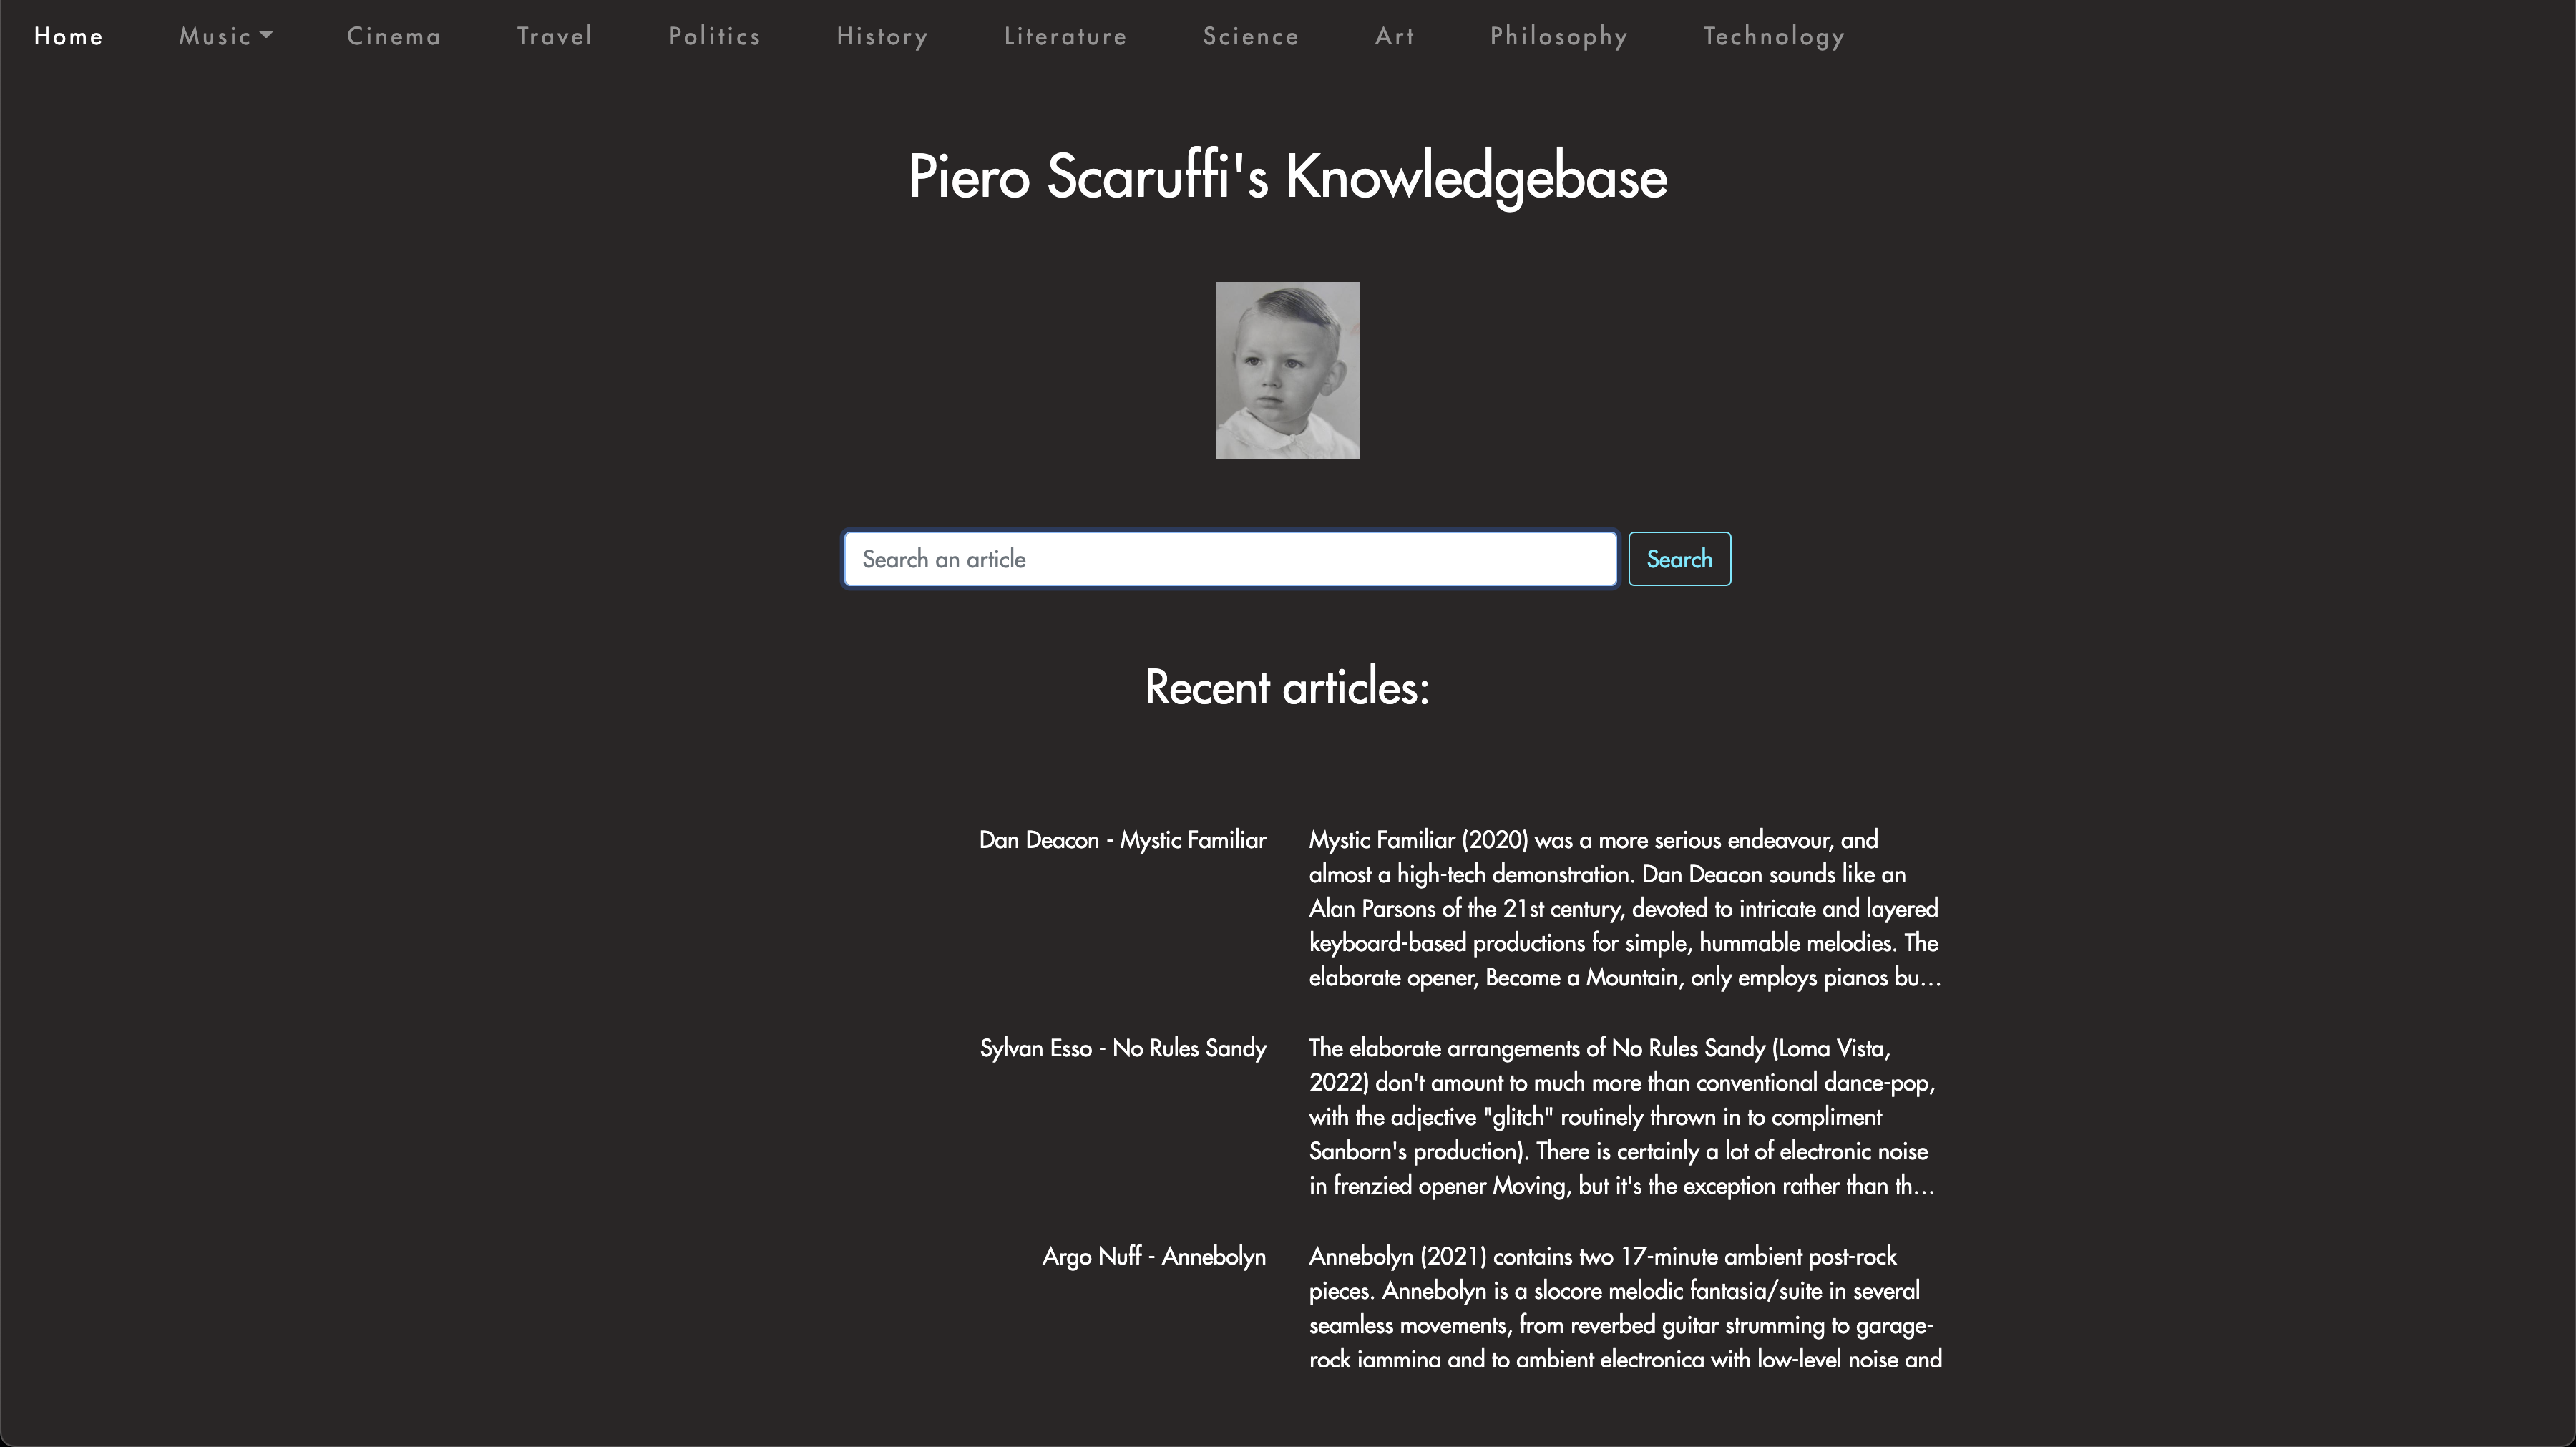 Home Music Cinema Travel Politics History Literature Science Art Philosophy Technology
Piero Scaruffi's Knowledgebase
Search an article Search
Recent articles:
Dan Deacon - Mystic Familiar
Mystic Familiar (2020) was a more serious endeavour, and
almost a high-tech demonstration. Dan Deacon sounds like an
Alan Parsons of the 21st century, devoted to intricate and layered
keyboard-based productions for simple, hummable melodies. The
elaborate opener, Become a Mountain, only employs pianos bu...
Sylvan Esso - No Rules Sandy
The elaborate arrangements of No Rules Sandy (Loma Vista,
2022) don't amount to much more than conventional dance-pop,
with the adjective "glitch" routinely thrown in to compliment
Sanborn's production). There is certainly a lot of electronic noise
in frenzied opener Moving, but it's the exception rather than th...
Argo Nuff - Annebolyn
Annebolyn (2021) contains two 17-minute ambient post-rock
pieces. Annebolyn is a slocore melodic fantasia/suite in several
seamless movements, from reverbed guitar strumming to garage-
rock jamming and to ambient electronica with low-level noise and